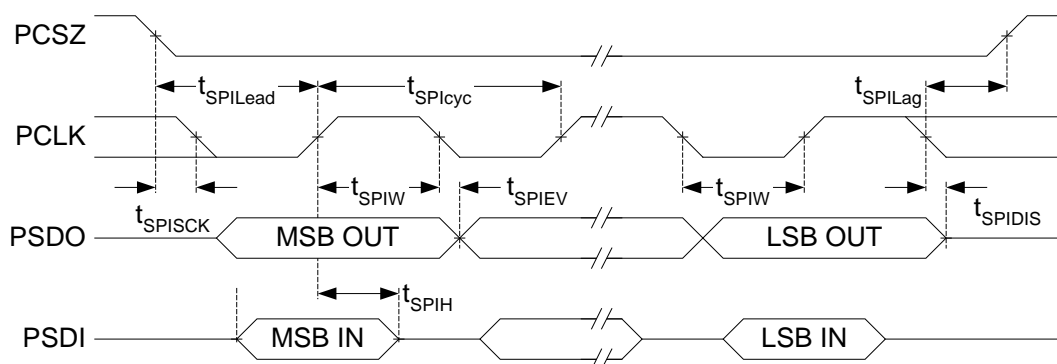 PCSZ
tSPILead
tSPIcyc
tSPILag
PCLK
tSPIW
tSPIEV
tSPIW
tSPISCK
tSPIDIS
PSDO
MSB OUT
LSB OUT
tSPIH
PSDI
MSB IN
LSB IN